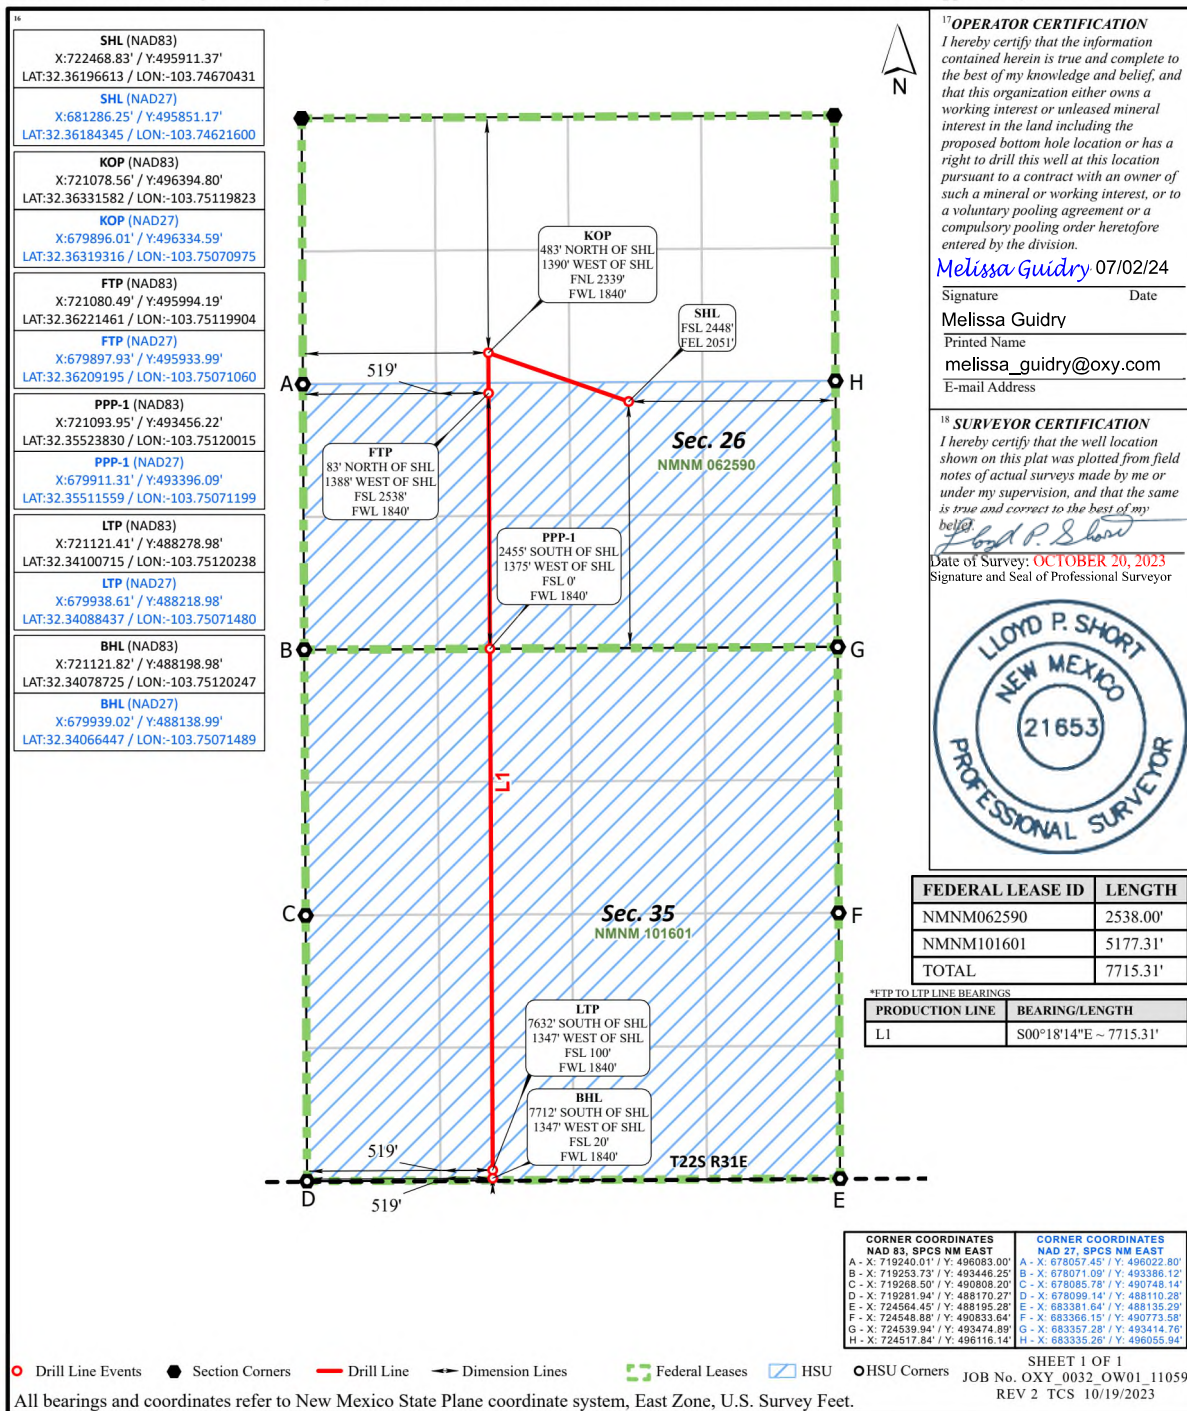 16
SHL (NAD83)
X:722468.83' / Y:495911.37'
LAT:32.36196613 / LON:-103.74670431
SHL (NAD27)
X:681286.25' / Y:495851.17'
LAT:32.36184345 / LON:-103.74621600
KOP (NAD83)
X:721078.56' / Y:496394.80'
LAT:32.36331582 / LON:-103.75119823
KOP (NAD27)
X:679896.01' / Y:496334.59'
LAT:32.36319316 / LON:-103.75070975
FTP (NAD83)
X:721080.49' / Y:495994.19'
LAT:32.36221461 / LON:-103.75119904
FTP (NAD27)
X:679897.93' / Y:495933.99'
LAT:32.36209195 / LON:-103.75071060
PPP-1 (NAD83)
X:721093.95' / Y:493456.22'
LAT:32.35523830 / LON:-103.75120015
PPP-1 (NAD27)
X:679911.31' / Y:493396.09'
LAT:32.35511559 / LON:-103.75071199
LTP (NAD83)
X:721121.41' / Y:488278.98'
LAT:32.34100715 / LON:-103.75120238
LTP (NAD27)
X:679938.61' / Y:488218.98'
LAT:32.34088437 / LON:-103.75071480
BHL (NAD83)
X:721121.82' / Y:488198.98'
LAT:32.34078725 / LON:-103.75120247
BHL (NAD27)
X:679939.02' / Y:488138.99'
LAT:32.34066447 / LON:-103.75071489
N
KOP
483' NORTH OF SHL
1390' WEST OF SHL
FNL 2339'
FWL 1840'
SHL
FSL 2448'
FEL 2051'
519'
A
H
FTP
83' NORTH OF SHL
1388' WEST OF SHL
FSL 2538'
FWL 1840'
Sec. 26
NMNM 062590
PPP-1
2455' SOUTH OF SHL
1375' WEST OF SHL
FSL 0'
FWL 1840'
B
G
L1
C
Sec. 35
NMNM 101601
F
LTP
7632' SOUTH OF SHL
1347' WEST OF SHL
FSL 100'
FWL 1840'
BHL
7712' SOUTH OF SHL
1347' WEST OF SHL
FSL 20'
FWL 1840'
519'
T22S R31E
D
519'
E
17 OPERATOR CERTIFICATION
I hereby certify that the information
contained herein is true and complete to
the best of my knowledge and belief, and
that this organization either owns a
working interest or unleased mineral
interest in the land including the
proposed bottom hole location or has a
right to drill this well at this location
pursuant to a contract with an owner of
such a mineral or working interest, or to
a voluntary pooling agreement or a
compulsory pooling order heretofore
entered by the division.
Melissa Guidry 07/02/24
Signature Date
Melissa Guidry
Printed Name
melissa_guidry@oxy.com
E-mail Address
18 SURVEYOR CERTIFICATION
I hereby certify that the well location
shown on this plat was plotted from field
notes of actual surveys made by me or
under my supervision, and that the same
is true and correct to the best of my
belief.
Lloyd P. Short
Date of Survey: OCTOBER 20, 2023
Signature and Seal of Professional Surveyor
LLOYD P. SHORT
NEW MEXICO
21653
PROFESSIONAL SURVEYOR
FEDERAL LEASE ID LENGTH
NMNM062590 2538.00'
NMNM101601 5177.31'
TOTAL 7715.31'
*FTP TO LTP LINE BEARINGS
PRODUCTION LINE BEARING/LENGTH
L1 S00°18'14"E ~ 7715.31'
CORNER COORDINATES
NAD 83, SPCS NM EAST
A - X: 719240.01' / Y: 496083.00'
B - X: 719253.73' / Y: 493446.25'
C - X: 719268.50' / Y: 490808.20'
D - X: 719281.94' / Y: 488170.27'
E - X: 724564.45' / Y: 488195.28'
F - X: 724548.88' / Y: 490833.64'
G - X: 724539.94' / Y: 493474.89'
H - X: 724517.84' / Y: 496116.14'
CORNER COORDINATES
NAD 27, SPCS NM EAST
A - X: 678057.45' / Y: 496022.80'
B - X: 678071.09' / Y: 493386.12'
C - X: 678085.78' / Y: 490748.14'
D - X: 678099.14' / Y: 488110.28'
E - X: 683381.64' / Y: 488135.29'
F - X: 683366.15' / Y: 490773.58'
G - X: 683357.28' / Y: 493414.76'
H - X: 683335.26' / Y: 496055.94'
Drill Line Events Section Corners Drill Line Dimension Lines Federal Leases HSU HSU Corners
SHEET 1 OF 1
JOB No. OXY_0032_OW01_11059
REV 2 TCS 10/19/2023
All bearings and coordinates refer to New Mexico State Plane coordinate system, East Zone, U.S. Survey Feet.